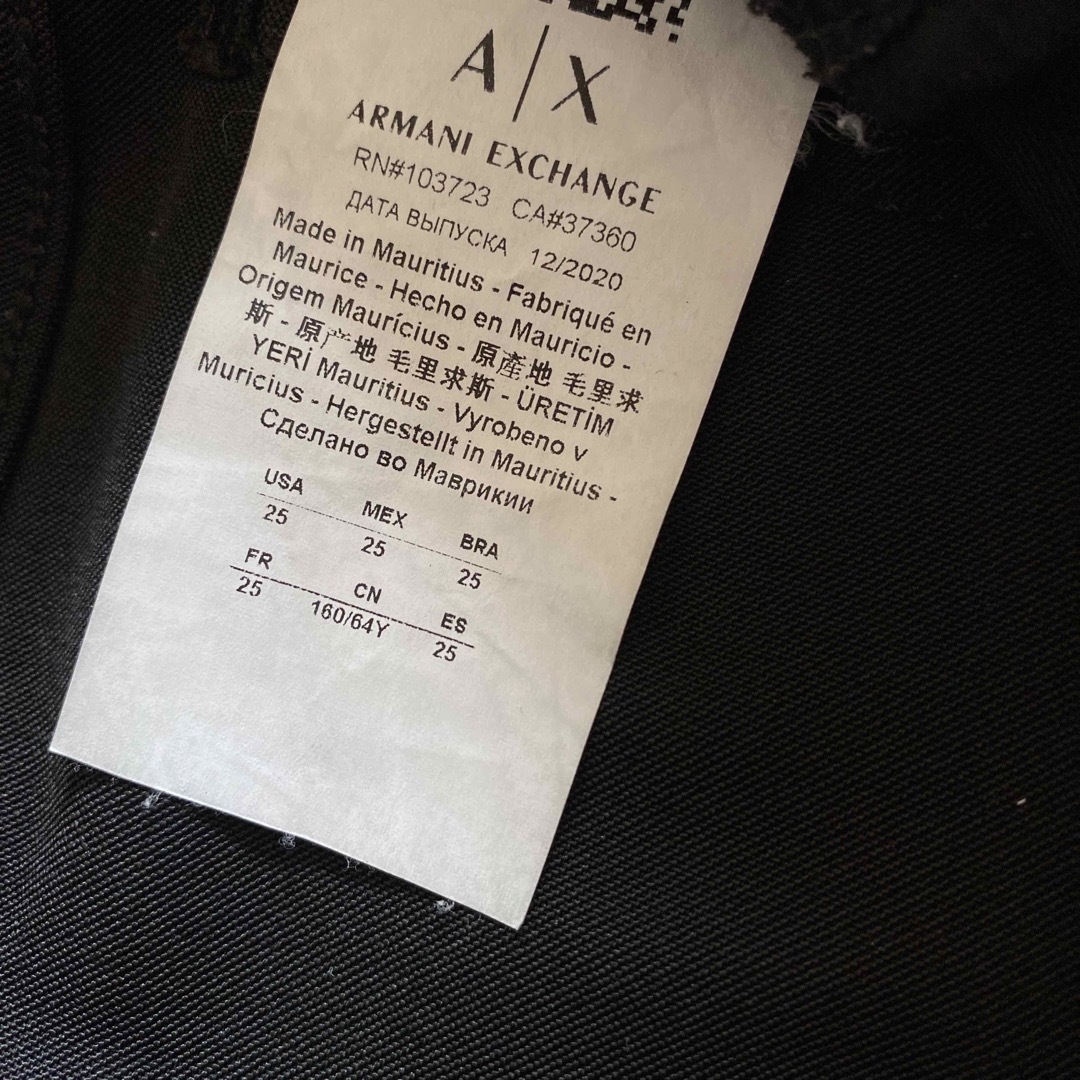 A|X
ARMANI EXCHANGE
RN#103723 CA#37360
ДАТА ВЫПУСКА 12/2020
Made in Mauritius - Fabriqué en
Maurice - Hecho en Mauricio -
Origem Maurícius - 原產地 毛里求
斯 - 原产地 毛里求斯 - ÜRETİM
YERİ Mauritius - Vyrobeno v
Muricius - Hergestellt in Mauritius -
Сделано во Маврикии
USA MEX BRA
25 25 25
FR CN ES
25 160/64Y 25